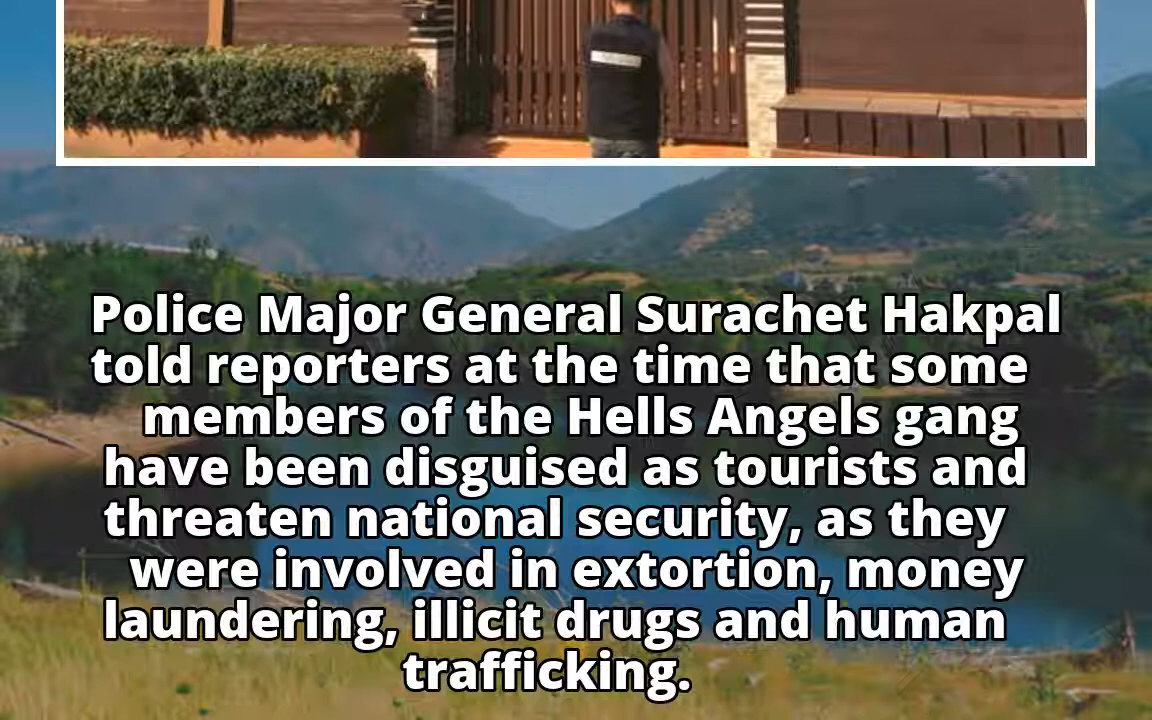 Police Major General Surachet Hakpal
told reporters at the time that some
members of the Hells Angels gang
have been disguised as tourists and
threaten national security, as they
were involved in extortion, money
laundering, illicit drugs and human
trafficking.